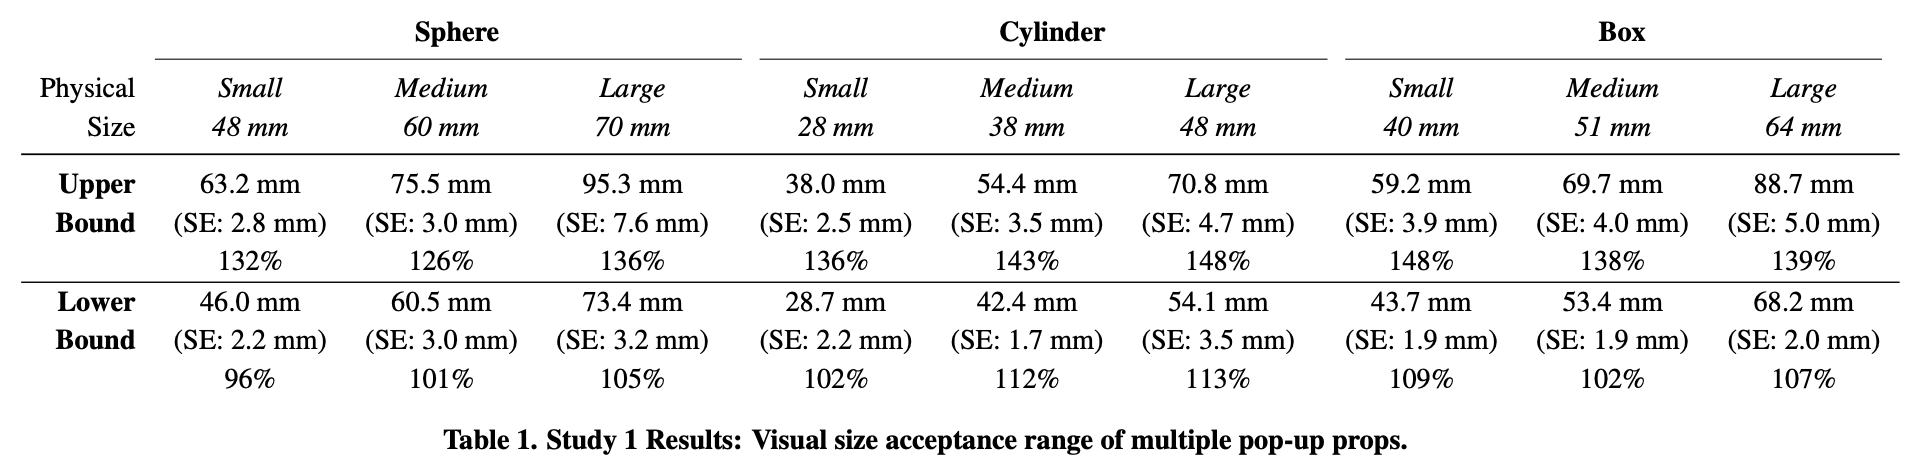 Sphere Cylinder Box
Physical Small Medium Large Small Medium Large Small Medium Large
Size 48 mm 60 mm 70 mm 28 mm 38 mm 48 mm 40 mm 51 mm 64 mm
Upper 63.2 mm 75.5 mm 95.3 mm 38.0 mm 54.4 mm 70.8 mm 59.2 mm 69.7 mm 88.7 mm
Bound (SE: 2.8 mm) (SE: 3.0 mm) (SE: 7.6 mm) (SE: 2.5 mm) (SE: 3.5 mm) (SE: 4.7 mm) (SE: 3.9 mm) (SE: 4.0 mm) (SE: 5.0 mm)
132% 126% 136% 136% 143% 148% 148% 138% 139%
Lower 46.0 mm 60.5 mm 73.4 mm 28.7 mm 42.4 mm 54.1 mm 43.7 mm 53.4 mm 68.2 mm
Bound (SE: 2.2 mm) (SE: 3.0 mm) (SE: 3.2 mm) (SE: 2.2 mm) (SE: 1.7 mm) (SE: 3.5 mm) (SE: 1.9 mm) (SE: 1.9 mm) (SE: 2.0 mm)
96% 101% 105% 102% 112% 113% 109% 102% 107%
Table 1. Study 1 Results: Visual size acceptance range of multiple pop-up props.